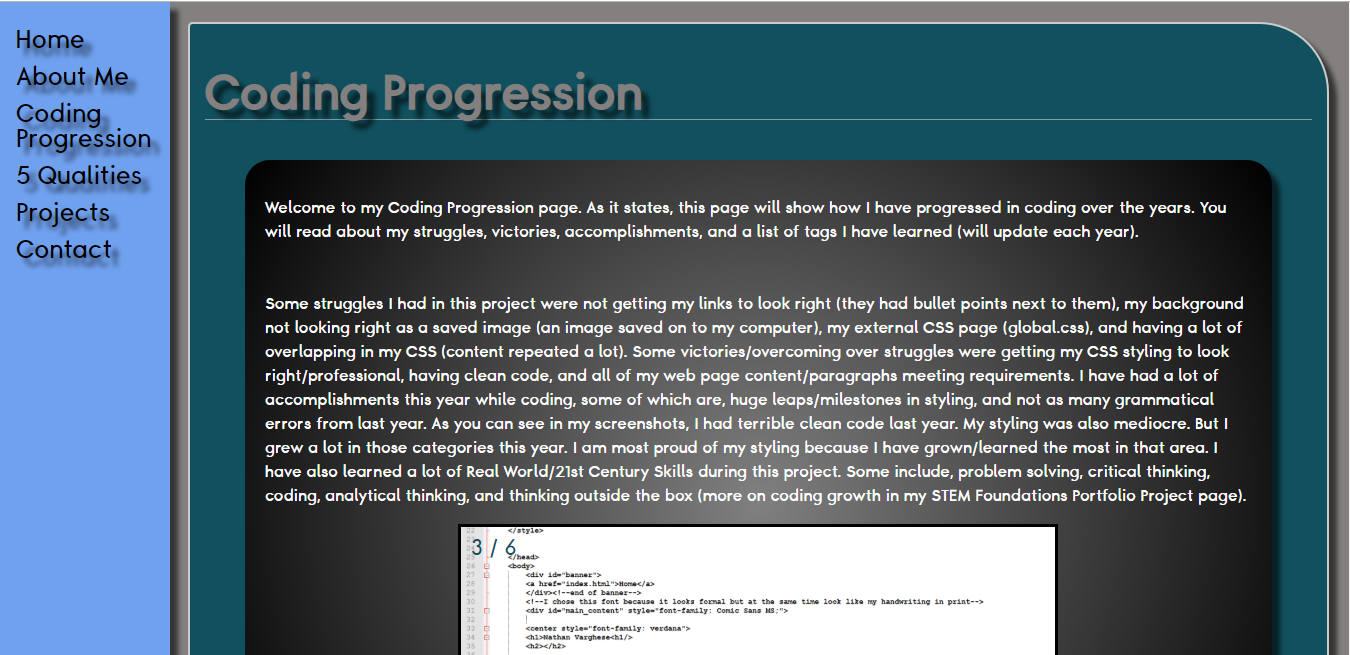 Home
About Me
Coding
Progression
5 Qualities
Projects
Contact
Coding Progression
Welcome to my Coding Progression page. As it states, this page will show how I have progressed in coding over the years. You
will read about my struggles, victories, accomplishments, and a list of tags I have learned (will update each year).
Some struggles I had in this project were not getting my links to look right (they had bullet points next to them), my background
not looking right as a saved image (an image saved on to my computer), my external CSS page (global.css), and having a lot of
overlapping in my CSS (content repeated a lot). Some victories/overcoming over struggles were getting my CSS styling to look
right/professional, having clean code, and all of my web page content/paragraphs meeting requirements. I have had a lot of
accomplishments this year while coding, some of which are, huge leaps/milestones in styling, and not as many grammatical
errors from last year. As you can see in my screenshots, I had terrible clean code last year. My styling was also mediocre. But I
grew a lot in those categories this year. I am most proud of my styling because I have grown/learned the most in that area. I
have also learned a lot of Real World/21st Century Skills during this project. Some include, problem solving, critical thinking,
coding, analytical thinking, and thinking outside the box (more on coding growth in my STEM Foundations Portfolio Project page).
22 </style>
3 / 6
25 </head>
26 <body>
27 <div id="banner">
28 <a href="index.html">Home</a>
29 </div><!--end of banner-->
30 <!--I chose this font because it looks formal but at the same time look like my handwriting in print-->
31 <div id="main_content" style="font-family: Comic Sans MS;">
32
33 <center style="font-family: verdana">
34 <h1>Nathan Varghese<h1/>
35 <h2></h2>